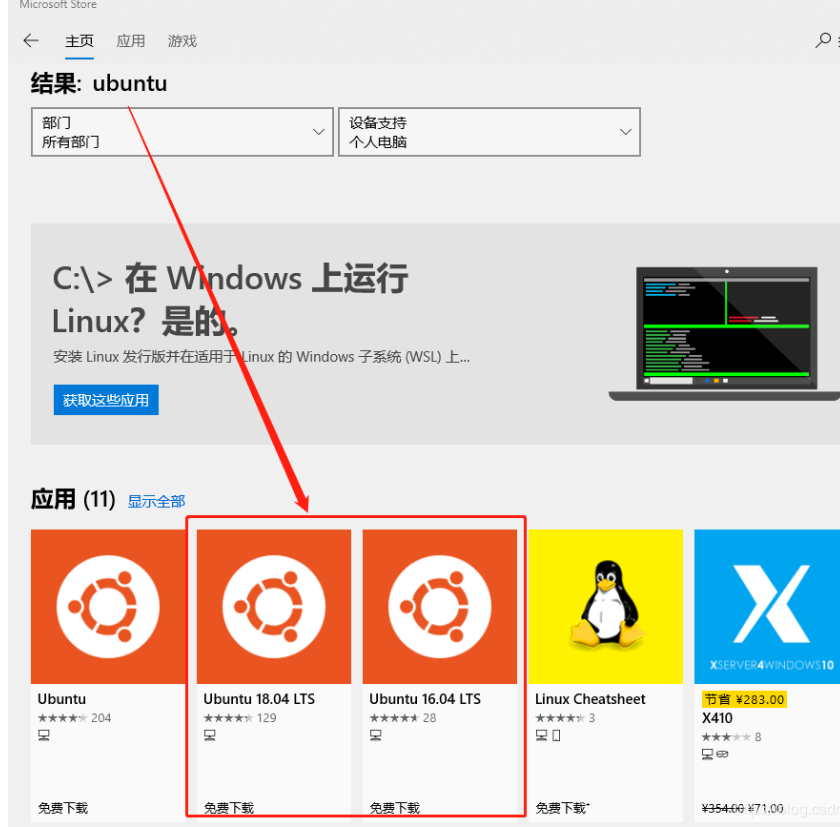 Microsoft Store
主页 应用 游戏
结果: ubuntu
部门
所有部门
设备支持
个人电脑
C:\> 在 Windows 上运行
Linux? 是的。
安装 Linux 发行版并在适用于 Linux 的 Windows 子系统 (WSL) 上...
获取这些应用
应用 (11) 显示全部
XSERVER4WINDOWS10
Ubuntu
204
免费下载
Ubuntu 18.04 LTS
129
免费下载
Ubuntu 16.04 LTS
28
免费下载
Linux Cheatsheet
3
免费下载*
节省 ¥283.00
X410
8
¥354.00 ¥71.00